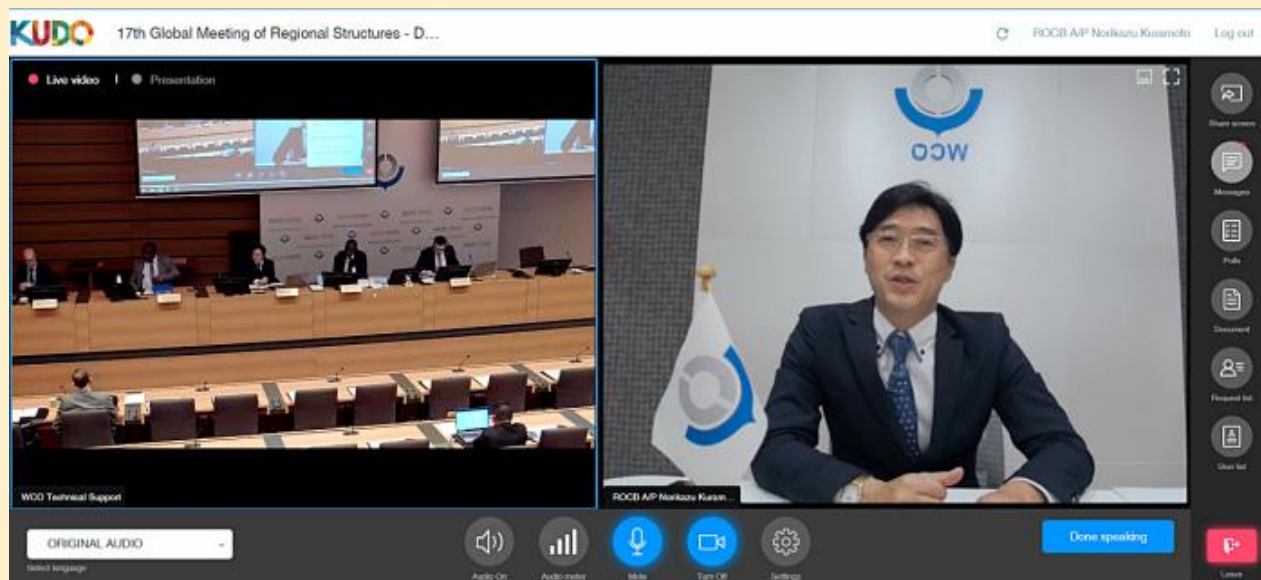 KUDO
17th Global Meeting of Regional Structures - D...
ROCB A/P Norikazu Kuramoto
Log out
Live video
Presentation
WCO
Share screen
Messages
Polls
Document
Request list
User list
WCO Technical Support
ROCB A/P Norikazu Kuram...
ORIGINAL AUDIO
Select language
Audio On
Audio meter
Mute
Turn Off
Settings
Done speaking
Leave